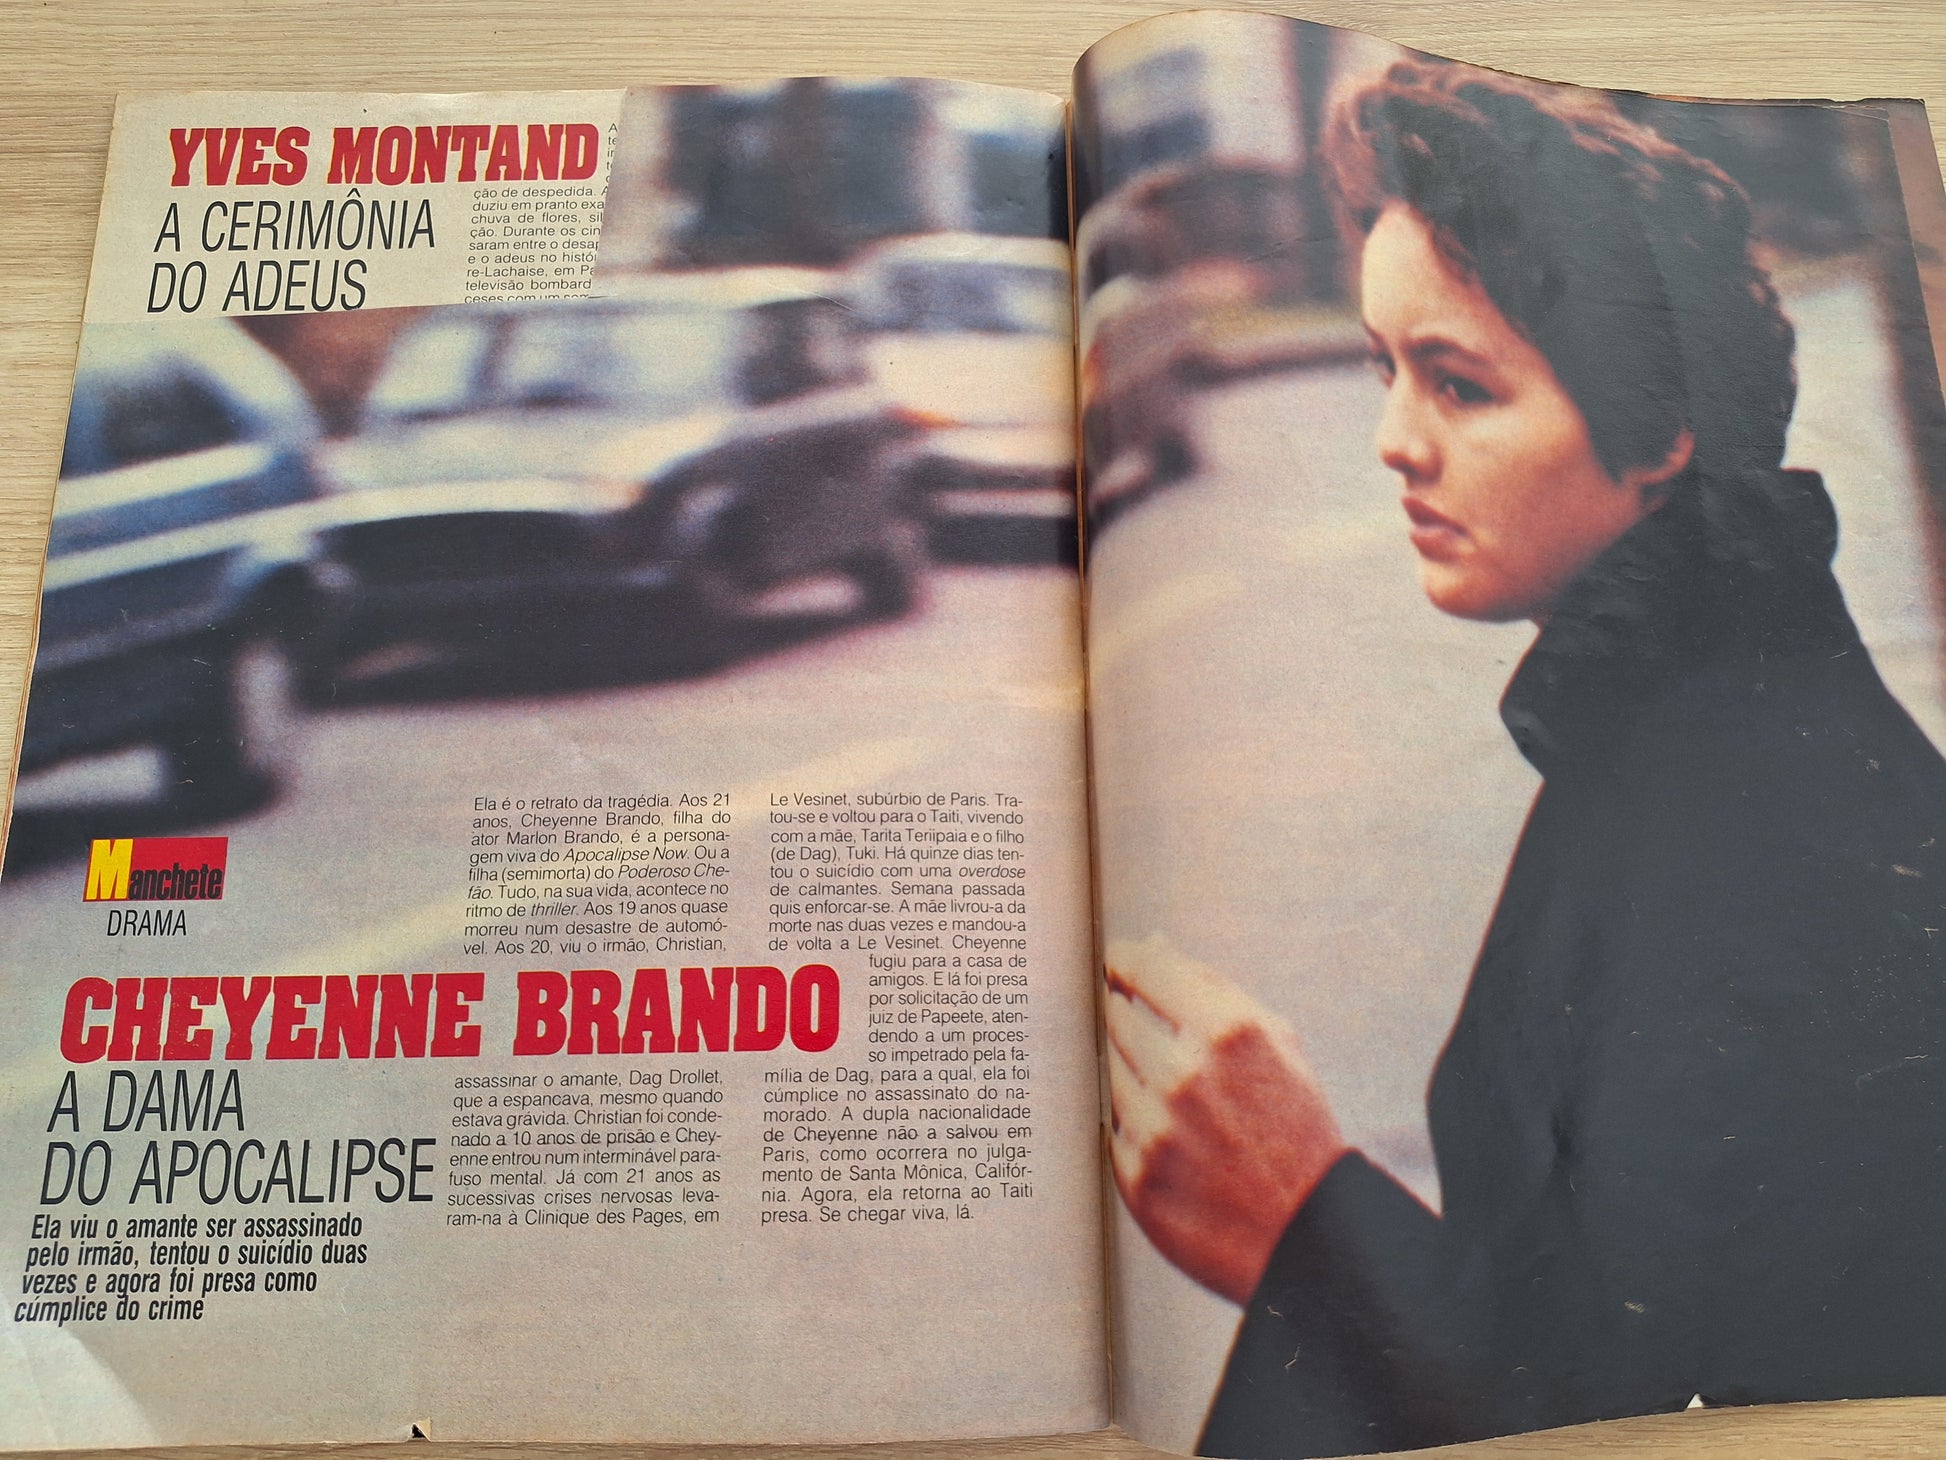 YVES MONTAND
A CERIMÔNIA
DO ADEUS
ção de despedida.
duziu em pranto
chuva de flores,
ção. Durante os
saram entre o
e o adeus no
re-Lachaise, em
televisão
ceses com um
Manchete
DRAMA
Ela é o retrato da tragédia. Aos 21
anos, Cheyenne Brando, filha do
ator Marlon Brando, é a persona-
gem viva do Apocalipse Now. Ou a
filha (semimorta) do Poderoso Che-
fão. Tudo, na sua vida, acontece no
ritmo de thriller. Aos 19 anos quase
morreu num desastre de automó-
vel. Aos 20, viu o irmão, Christian,
CHEYENNE BRANDO
A DAMA
DO APOCALIPSE
Ela viu o amante ser assassinado
pelo irmão, tentou o suicídio duas
vezes e agora foi presa como
cúmplice do crime
assassinar o amante, Dag Drollet,
que a espancava, mesmo quando
estava grávida. Christian foi conde-
nado a 10 anos de prisão e Chey-
enne entrou num interminável para-
fuso mental. Já com 21 anos as
sucessivas crises nervosas leva-
ram-na à Clinique des Pages, em
Le Vesinet, subúrbio de Paris. Tra-
tou-se e voltou para o Taiti, vivendo
com a mãe, Tarita Teriipaia e o filho
(de Dag), Tuki. Há quinze dias ten-
tou o suicídio com uma overdose
de calmantes. Semana passada
quis enforcar-se. A mãe livrou-a da
morte nas duas vezes e mandou-a
de volta a Le Vesinet. Cheyenne
fugiu para a casa de
amigos. E lá foi presa
por solicitação de um
juiz de Papeete, aten-
dendo a um proces-
so impetrado pela fa-
mília de Dag, para a qual, ela foi
cúmplice no assassinato do na-
morado. A dupla nacionalidade
de Cheyenne não a salvou em
Paris, como ocorrera no julga-
mento de Santa Mônica, Califór-
nia. Agora, ela retorna ao Taiti
presa. Se chegar viva, lá.